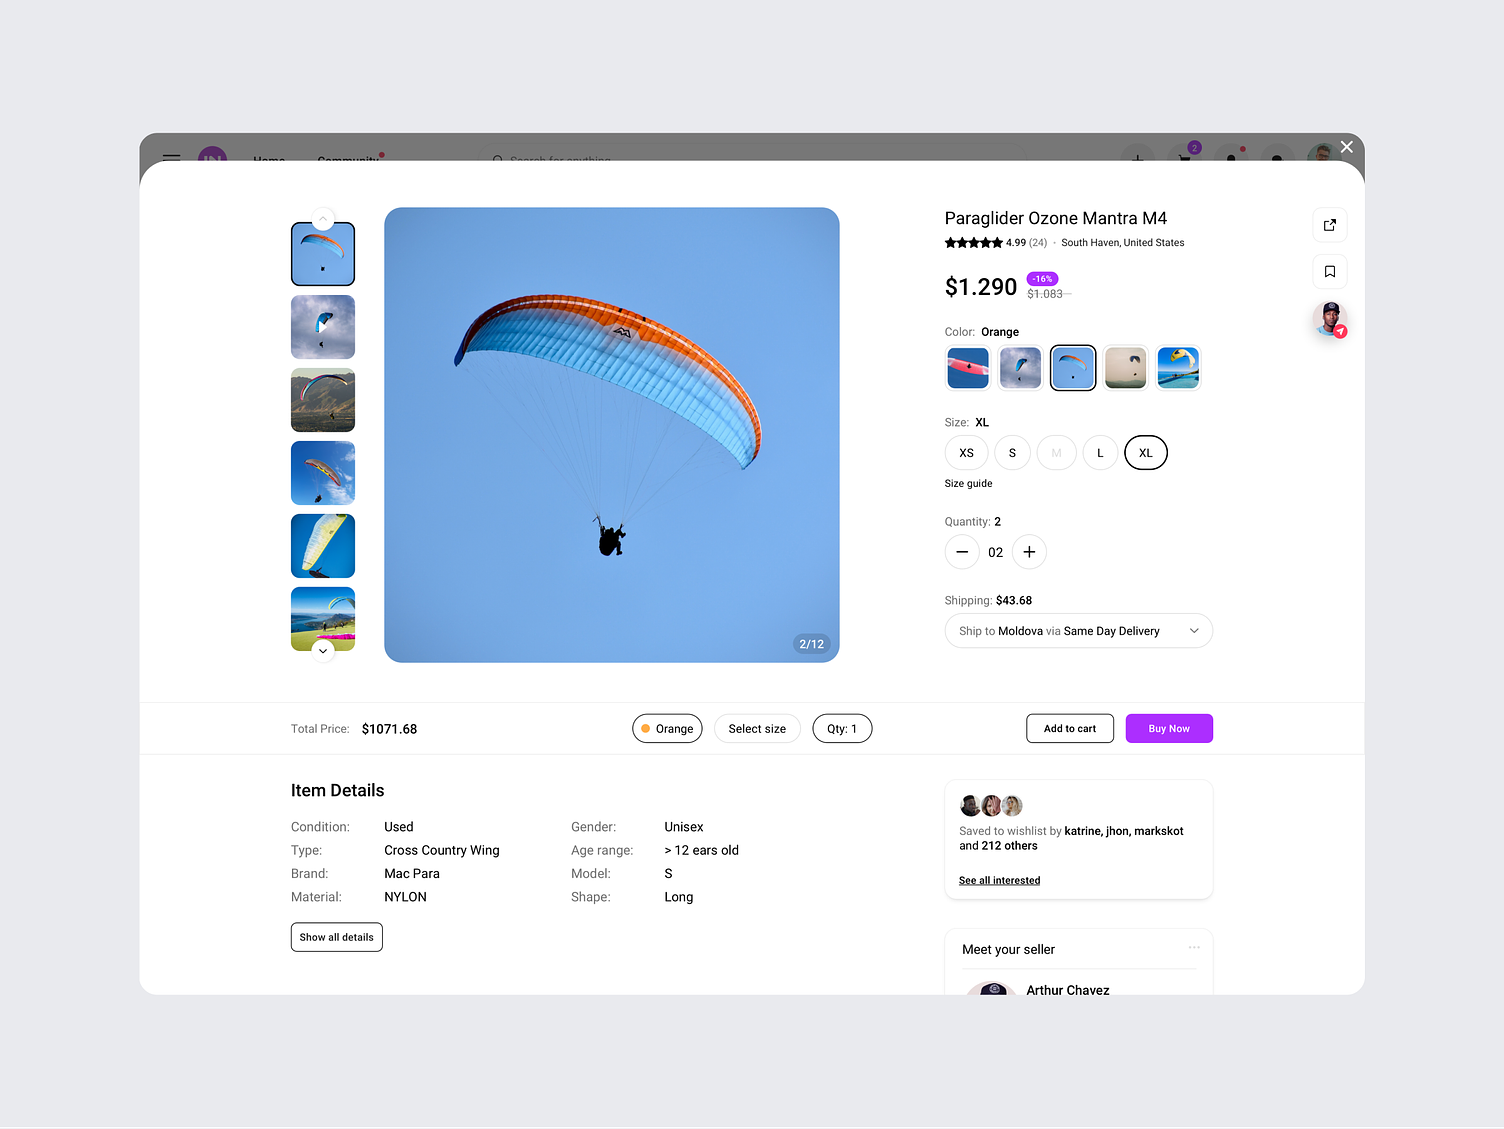 Home
Community
Search for anything
2
Paraglider Ozone Mantra M4
4.99 (24) · South Haven, United States
$1.290
-16%
$1.083
Color: Orange
Size: XL
XS
S
M
L
XL
Size guide
Quantity: 2
02
Shipping: $43.68
Ship to Moldova via Same Day Delivery
2/12
Total Price: $1071.68
Orange
Select size
Qty: 1
Add to cart
Buy Now
Item Details
Condition: Used
Gender: Unisex
Type: Cross Country Wing
Age range: > 12 ears old
Brand: Mac Para
Model: S
Material: NYLON
Shape: Long
Show all details
Saved to wishlist by katrine, jhon, markskot
and 212 others
See all interested
Meet your seller
Arthur Chavez